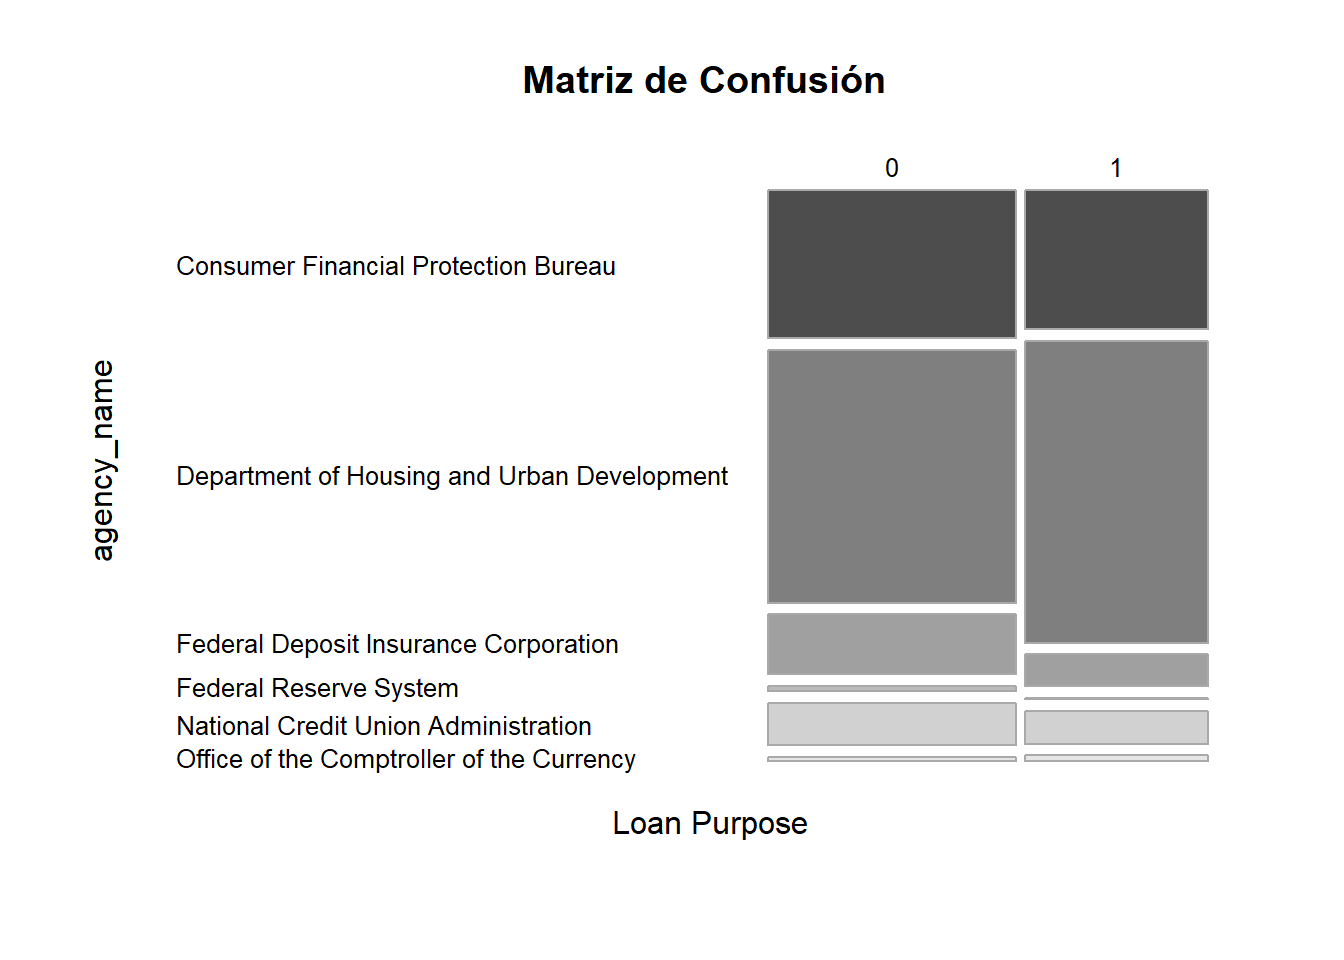 Matriz de Confusión
0 1
Consumer Financial Protection Bureau
Department of Housing and Urban Development
Federal Deposit Insurance Corporation
Federal Reserve System
National Credit Union Administration
Office of the Comptroller of the Currency
agency_name
Loan Purpose